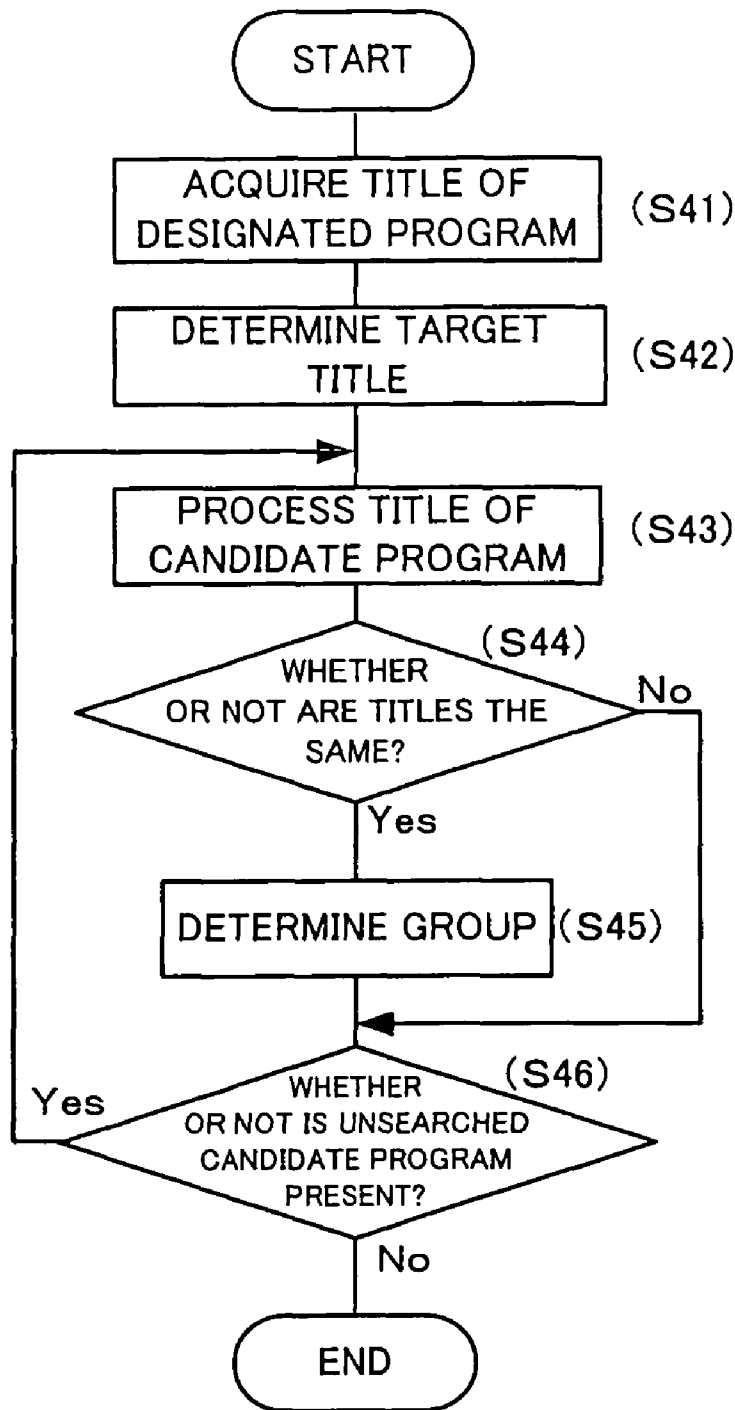 START
ACQUIRE TITLE OF
DESIGNATED PROGRAM
(S41)
DETERMINE TARGET
TITLE
(S42)
PROCESS TITLE OF
CANDIDATE PROGRAM
(S43)
(S44)
WHETHER
OR NOT ARE TITLES THE
SAME?
No
Yes
DETERMINE GROUP
(S45)
(S46)
Yes
WHETHER
OR NOT IS UNSEARCHED
CANDIDATE PROGRAM
PRESENT?
No
END